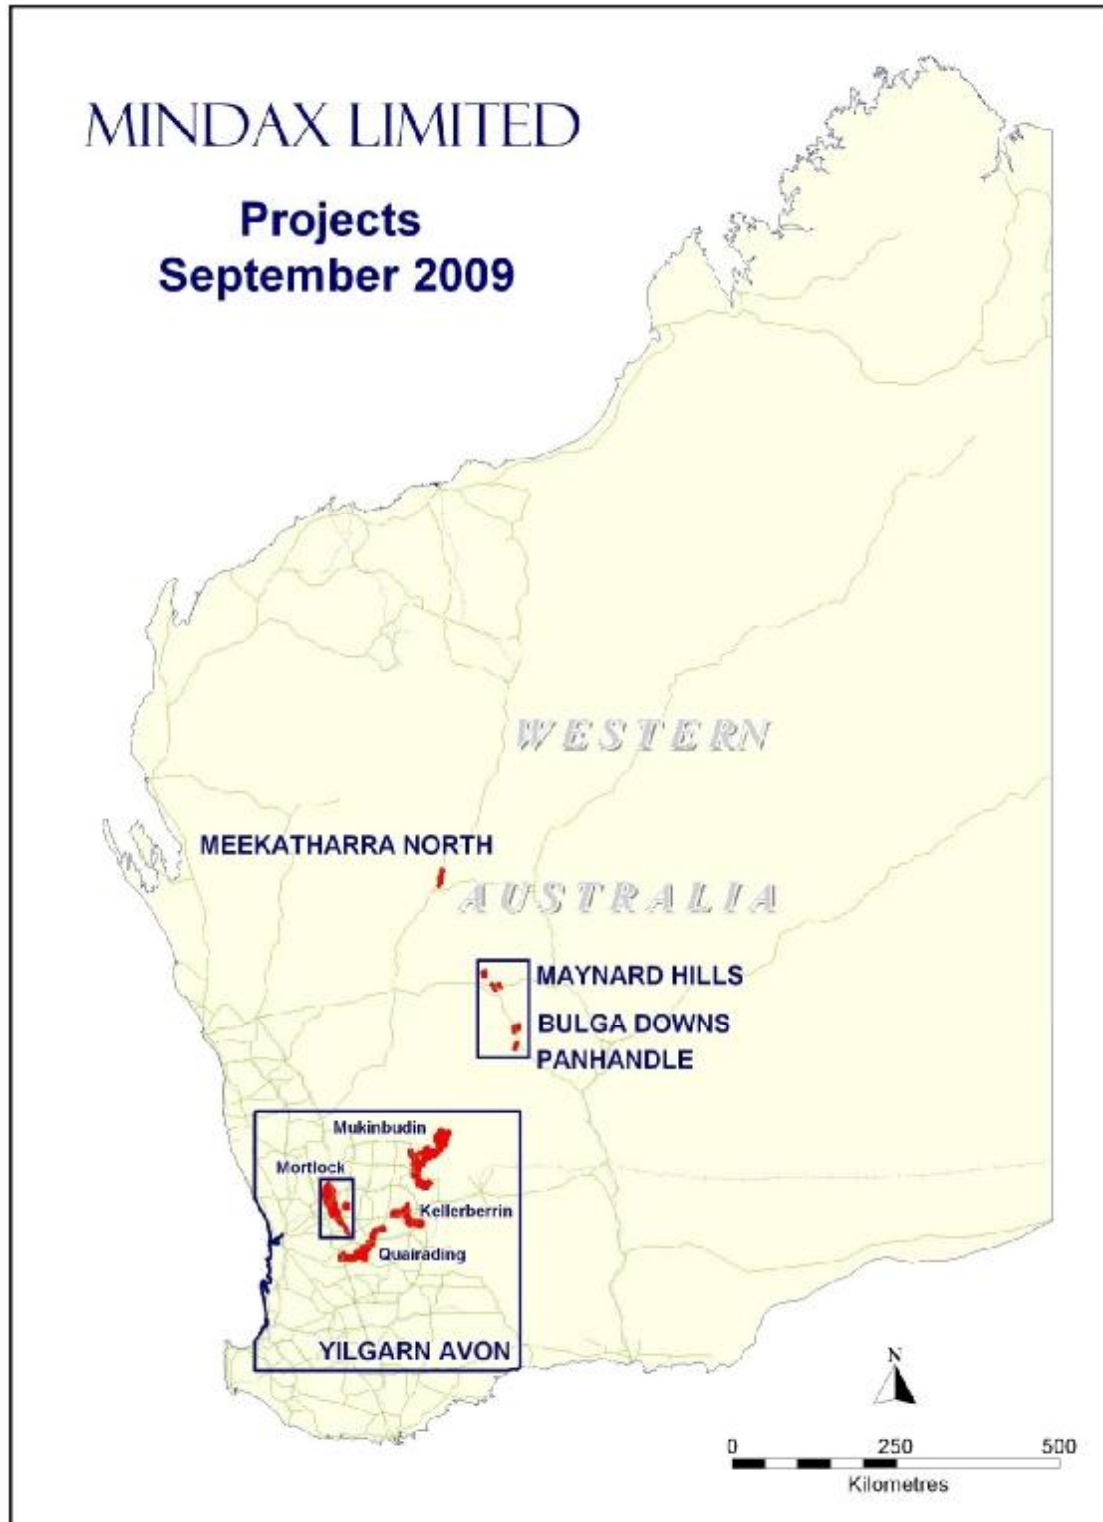 MINDAX LIMITED
Projects
September 2009
WESTERN
MEEKATHARRA NORTH
AUSTRALIA
MAYNARD HILLS
BULGA DOWNS
PANHANDLE
Mukinbudin
Mortlock
Kellerberrin
Quairading
YILGARN AVON
N
0 250 500
Kilometres